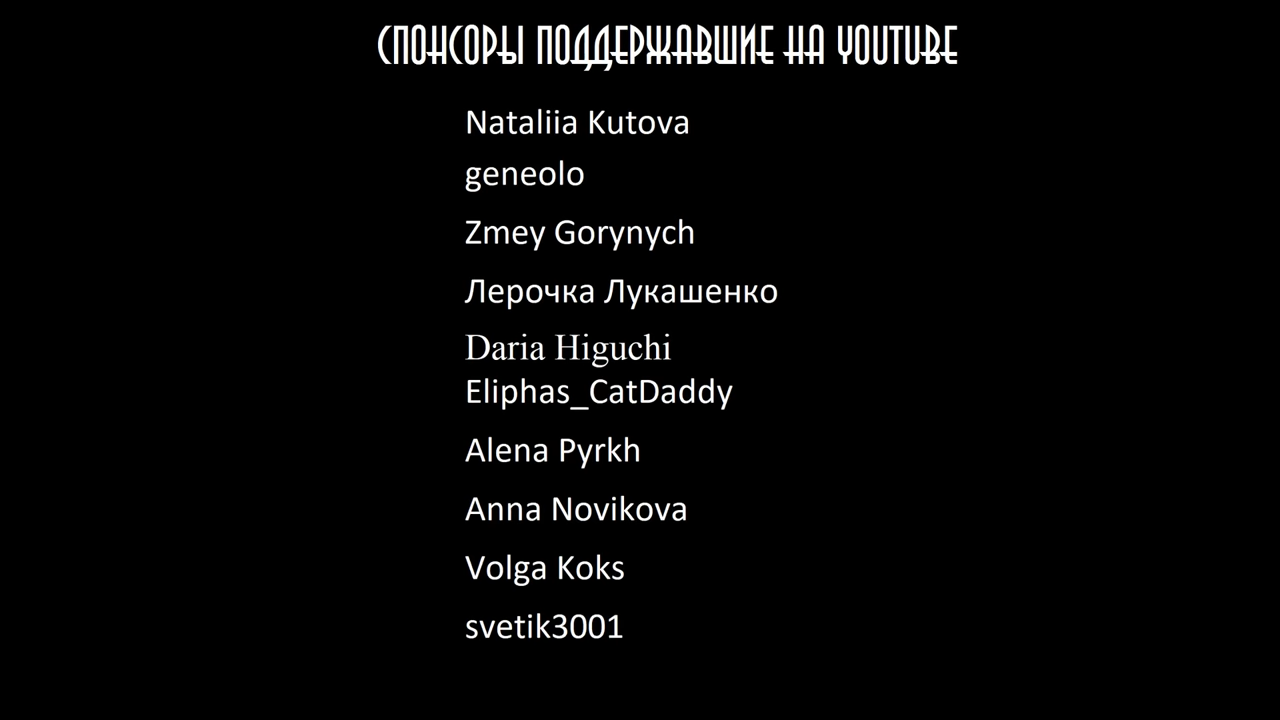 СПОНСОРЫ ПОДДЕРЖАВШИЕ НА YOUTUBE
Nataliia Kutova
geneolo
Zmey Gorynych
Лерочка Лукашенко
Daria Higuchi
Eliphas_CatDaddy
Alena Pyrkh
Anna Novikova
Volga Koks
svetik3001